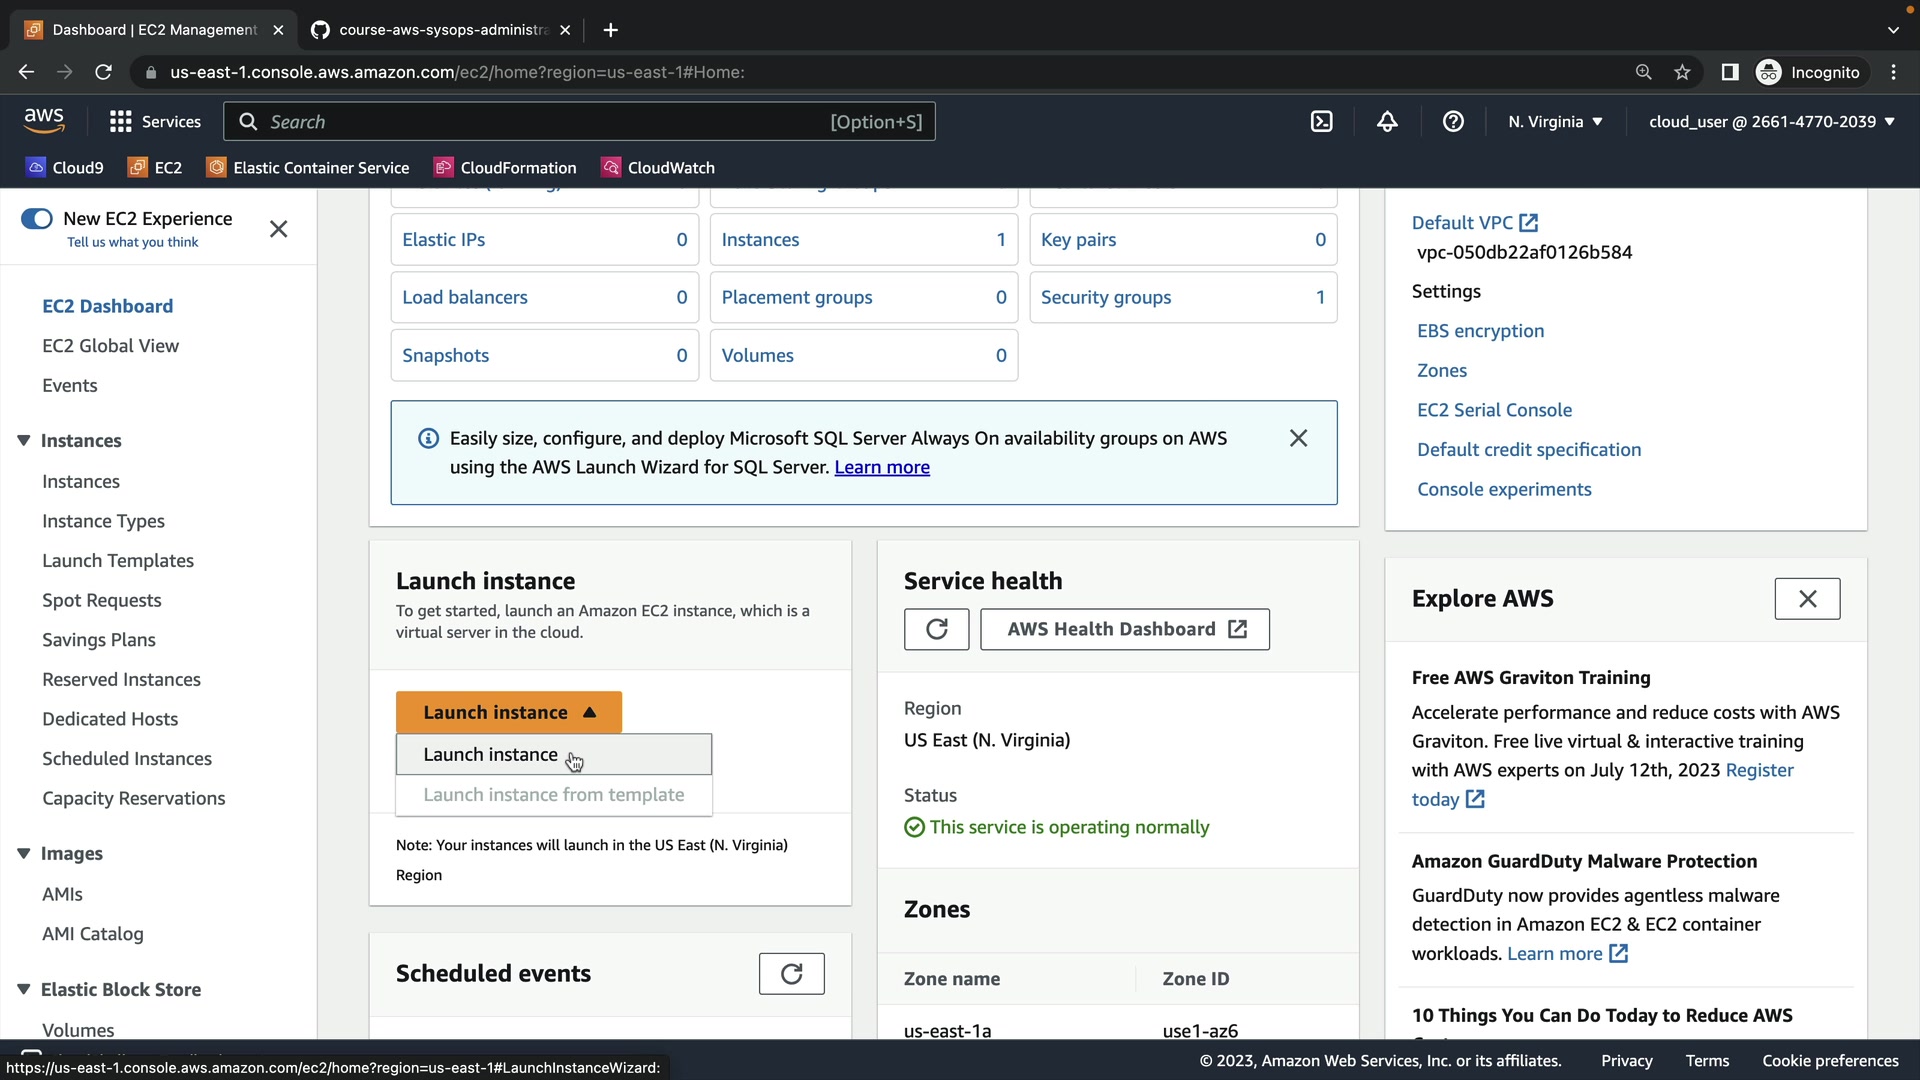 Dashboard | EC2 Management
course-aws-sysops-administra
us-east-1.console.aws.amazon.com/ec2/home?region=us-east-1#Home:
Incognito
aws
Services
Search
[Option+S]
N. Virginia
cloud_user @ 2661-4770-2039
Cloud9
EC2
Elastic Container Service
CloudFormation
CloudWatch
New EC2 Experience
Tell us what you think
EC2 Dashboard
EC2 Global View
Events
Instances
Instances
Instance Types
Launch Templates
Spot Requests
Savings Plans
Reserved Instances
Dedicated Hosts
Scheduled Instances
Capacity Reservations
Images
AMIs
AMI Catalog
Elastic Block Store
Volumes
Elastic IPs 0
Instances 1
Key pairs 0
Load balancers 0
Placement groups 0
Security groups 1
Snapshots 0
Volumes 0
Easily size, configure, and deploy Microsoft SQL Server Always On availability groups on AWS
using the AWS Launch Wizard for SQL Server. Learn more
Launch instance
To get started, launch an Amazon EC2 instance, which is a
virtual server in the cloud.
Launch instance
Launch instance
Launch instance from template
Note: Your instances will launch in the US East (N. Virginia)
Region
Scheduled events
Service health
AWS Health Dashboard
Region
US East (N. Virginia)
Status
This service is operating normally
Zones
Zone name Zone ID
us-east-1a use1-az6
Default VPC
vpc-050db22af0126b584
Settings
EBS encryption
Zones
EC2 Serial Console
Default credit specification
Console experiments
Explore AWS
Free AWS Graviton Training
Accelerate performance and reduce costs with AWS
Graviton. Free live virtual & interactive training
with AWS experts on July 12th, 2023 Register
today
Amazon GuardDuty Malware Protection
GuardDuty now provides agentless malware
detection in Amazon EC2 & EC2 container
workloads. Learn more
10 Things You Can Do Today to Reduce AWS
https://us-east-1.console.aws.amazon.com/ec2/home?region=us-east-1#LaunchInstanceWizard:
© 2023, Amazon Web Services, Inc. or its affiliates.
Privacy
Terms
Cookie preferences